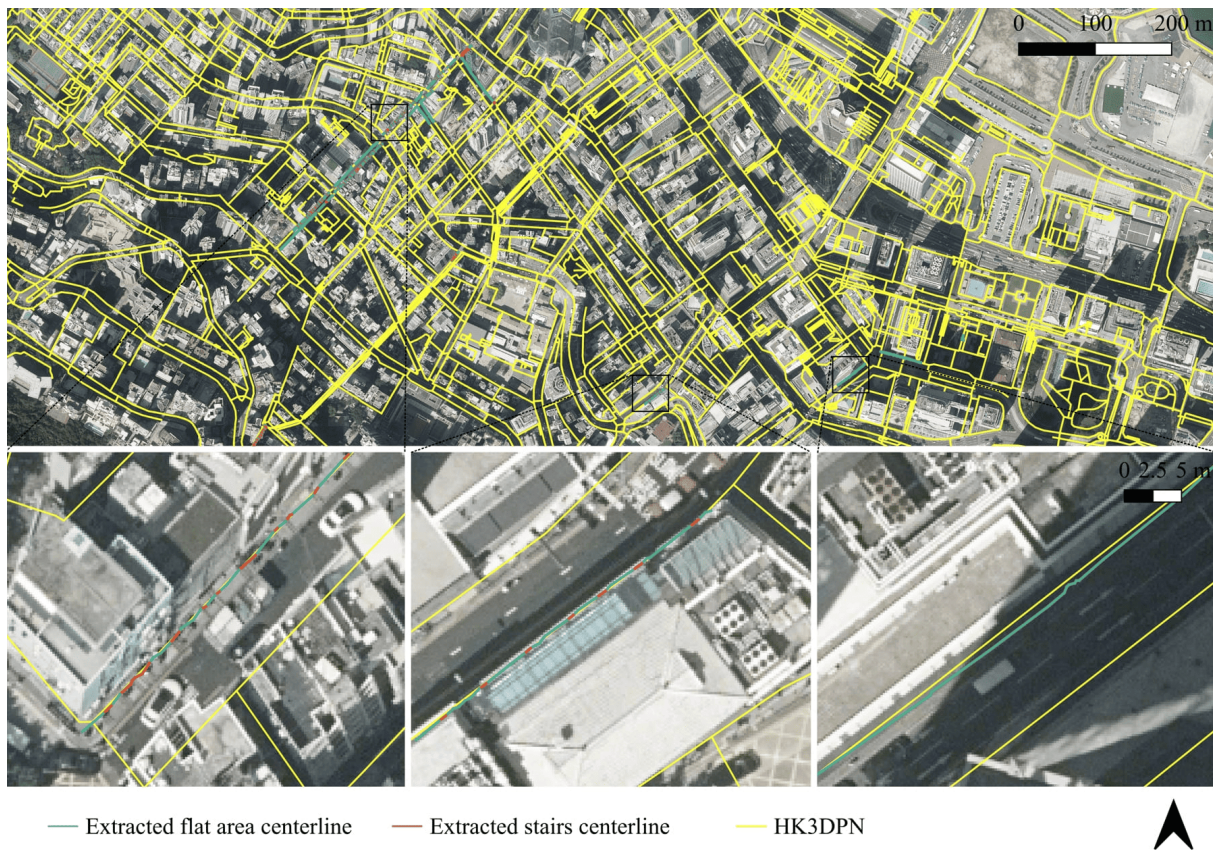 0 100 200 m
0 2.5 5 m
Extracted flat area centerline Extracted stairs centerline HK3DPN